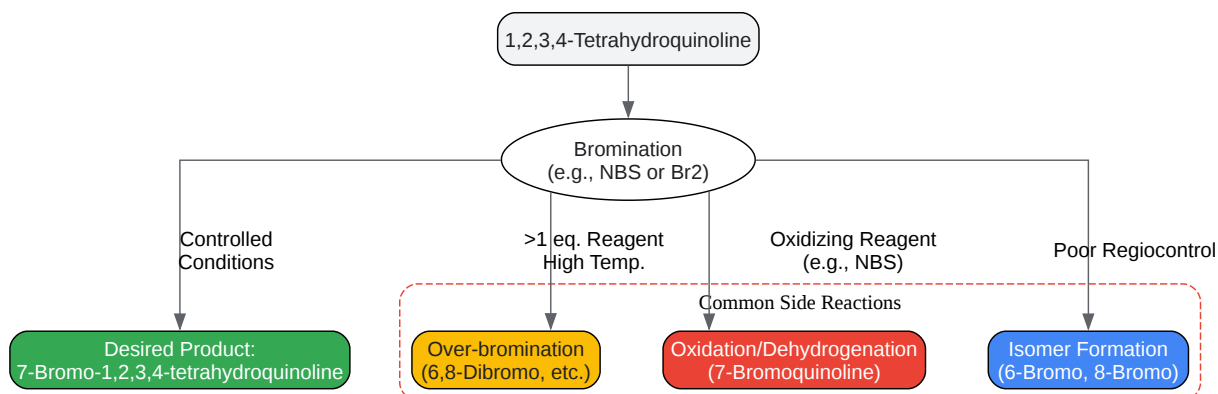 1,2,3,4-Tetrahydroquinoline
Bromination
(e.g., NBS or Br2)
Controlled
Conditions
>1 eq. Reagent
High Temp.
Oxidizing Reagent
(e.g., NBS)
Poor Regiocontrol
Common Side Reactions
Desired Product:
7-Bromo-1,2,3,4-tetrahydroquinoline
Over-bromination
(6,8-Dibromo, etc.)
Oxidation/Dehydrogenation
(7-Bromoquinoline)
Isomer Formation
(6-Bromo, 8-Bromo)